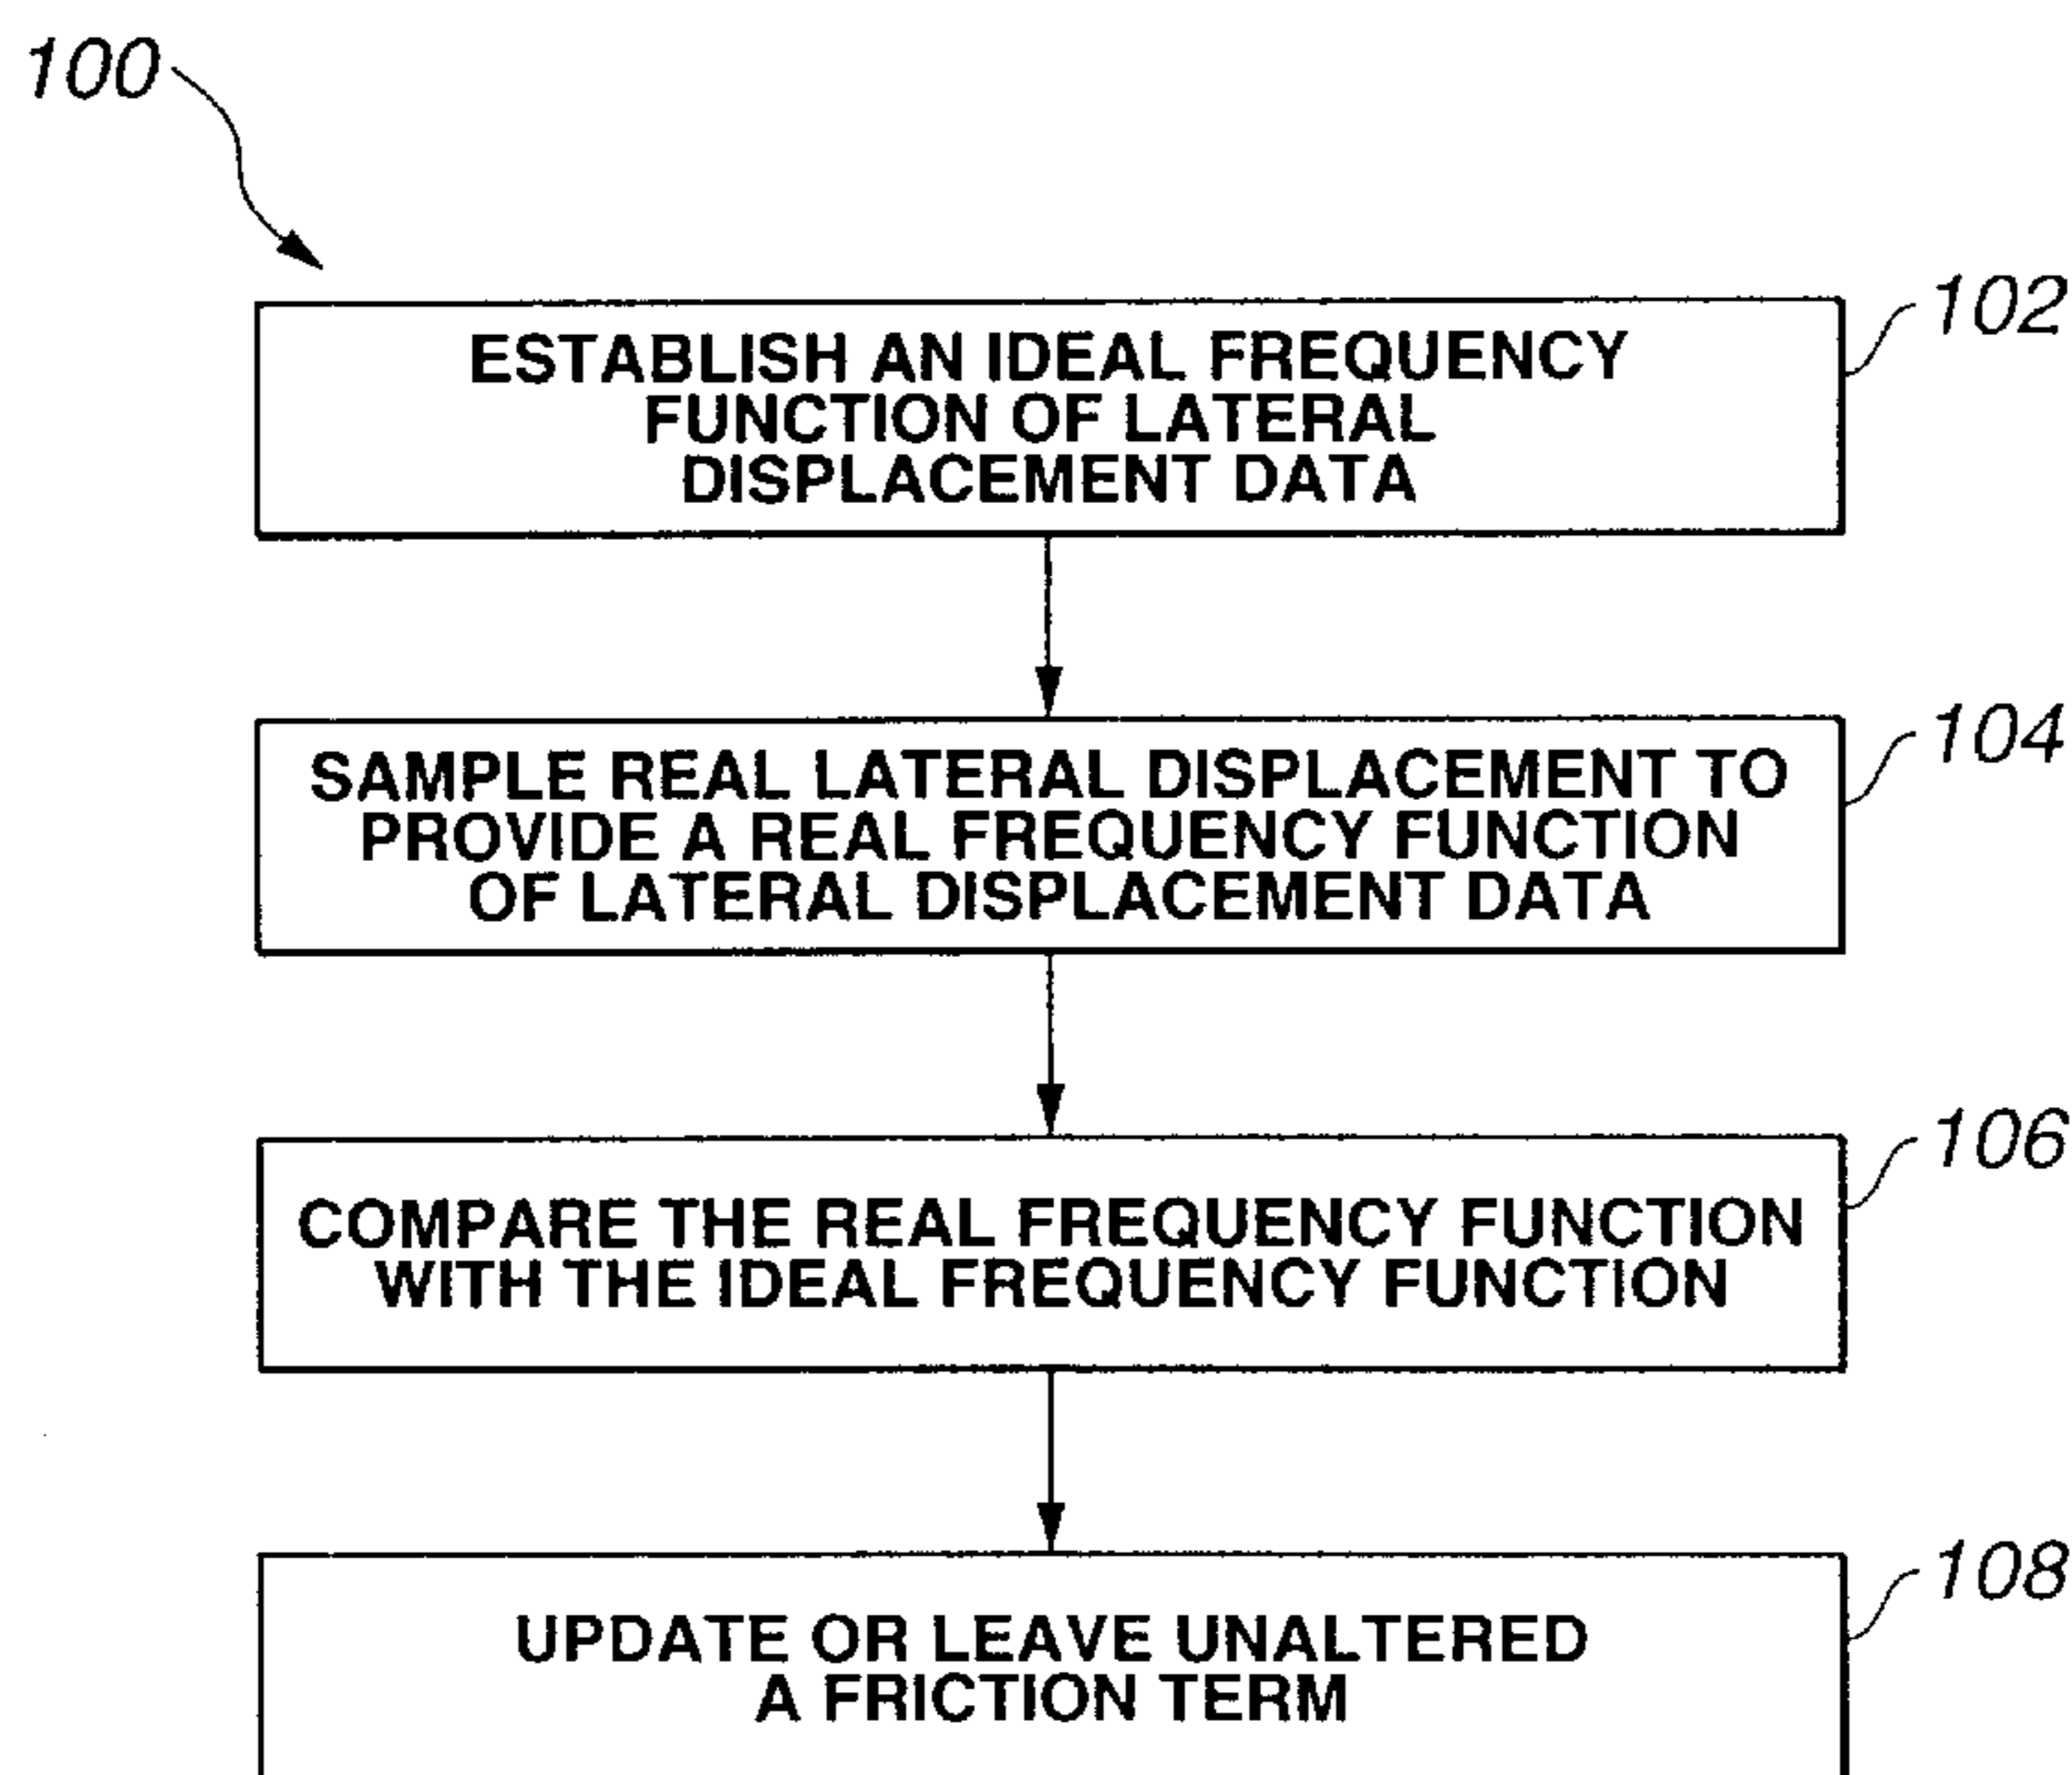 100
102
ESTABLISH AN IDEAL FREQUENCY
FUNCTION OF LATERAL
DISPLACEMENT DATA
104
SAMPLE REAL LATERAL DISPLACEMENT TO
PROVIDE A REAL FREQUENCY FUNCTION
OF LATERAL DISPLACEMENT DATA
106
COMPARE THE REAL FREQUENCY FUNCTION
WITH THE IDEAL FREQUENCY FUNCTION
108
UPDATE OR LEAVE UNALTERED
A FRICTION TERM